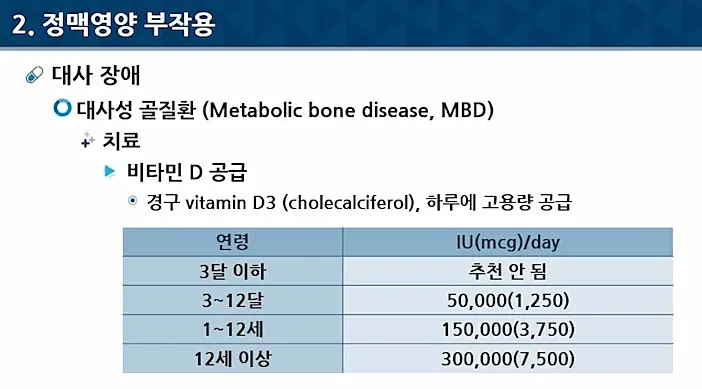 2. 정맥영양 부작용
대사 장애
대사성 골질환 (Metabolic bone disease, MBD)
치료
비타민 D 공급
경구 vitamin D3 (cholecalciferol), 하루에 고용량 공급
연령 IU(mcg)/day
3달 이하 추천 안 됨
3~12달 50,000(1,250)
1~12세 150,000(3,750)
12세 이상 300,000(7,500)